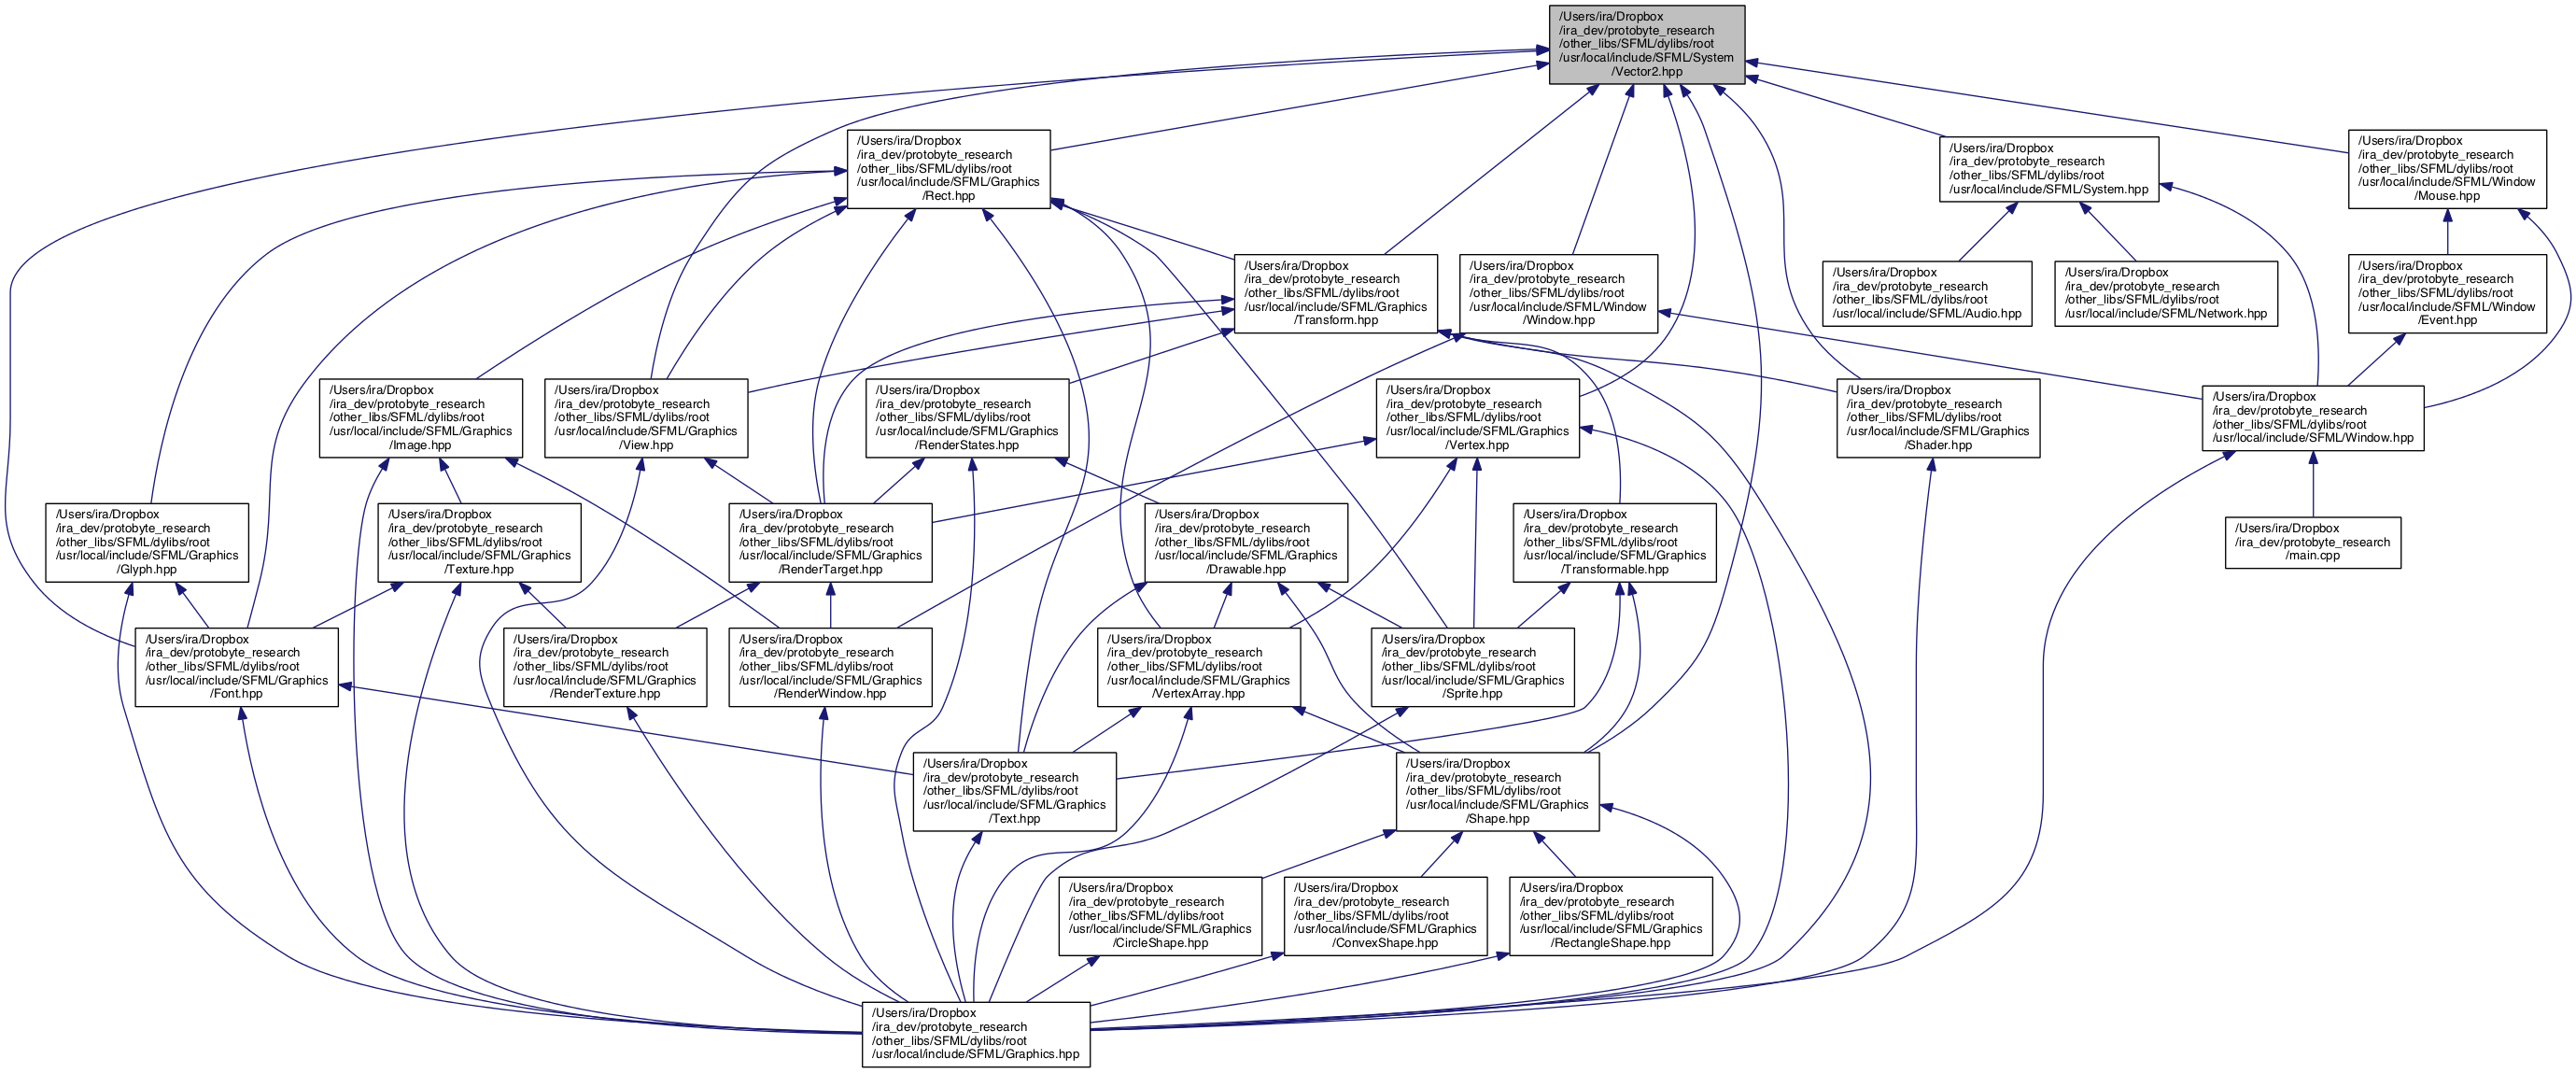 /Users/ira/Dropbox
/ira_dev/protobyte_research
/other_libs/SFML/dylibs/root
/usr/local/include/SFML/System
/Vector2.hpp
/Users/ira/Dropbox
/ira_dev/protobyte_research
/other_libs/SFML/dylibs/root
/usr/local/include/SFML/Graphics
/Rect.hpp
/Users/ira/Dropbox
/ira_dev/protobyte_research
/other_libs/SFML/dylibs/root
/usr/local/include/SFML/System.hpp
/Users/ira/Dropbox
/ira_dev/protobyte_research
/other_libs/SFML/dylibs/root
/usr/local/include/SFML/Window
/Mouse.hpp
/Users/ira/Dropbox
/ira_dev/protobyte_research
/other_libs/SFML/dylibs/root
/usr/local/include/SFML/Graphics
/Transform.hpp
/Users/ira/Dropbox
/ira_dev/protobyte_research
/other_libs/SFML/dylibs/root
/usr/local/include/SFML/Window
/Window.hpp
/Users/ira/Dropbox
/ira_dev/protobyte_research
/other_libs/SFML/dylibs/root
/usr/local/include/SFML/Audio.hpp
/Users/ira/Dropbox
/ira_dev/protobyte_research
/other_libs/SFML/dylibs/root
/usr/local/include/SFML/Network.hpp
/Users/ira/Dropbox
/ira_dev/protobyte_research
/other_libs/SFML/dylibs/root
/usr/local/include/SFML/Window
/Event.hpp
/Users/ira/Dropbox
/ira_dev/protobyte_research
/other_libs/SFML/dylibs/root
/usr/local/include/SFML/Graphics
/Image.hpp
/Users/ira/Dropbox
/ira_dev/protobyte_research
/other_libs/SFML/dylibs/root
/usr/local/include/SFML/Graphics
/View.hpp
/Users/ira/Dropbox
/ira_dev/protobyte_research
/other_libs/SFML/dylibs/root
/usr/local/include/SFML/Graphics
/RenderStates.hpp
/Users/ira/Dropbox
/ira_dev/protobyte_research
/other_libs/SFML/dylibs/root
/usr/local/include/SFML/Graphics
/Vertex.hpp
/Users/ira/Dropbox
/ira_dev/protobyte_research
/other_libs/SFML/dylibs/root
/usr/local/include/SFML/Graphics
/Shader.hpp
/Users/ira/Dropbox
/ira_dev/protobyte_research
/other_libs/SFML/dylibs/root
/usr/local/include/SFML/Window.hpp
/Users/ira/Dropbox
/ira_dev/protobyte_research
/other_libs/SFML/dylibs/root
/usr/local/include/SFML/Graphics
/Glyph.hpp
/Users/ira/Dropbox
/ira_dev/protobyte_research
/other_libs/SFML/dylibs/root
/usr/local/include/SFML/Graphics
/Texture.hpp
/Users/ira/Dropbox
/ira_dev/protobyte_research
/other_libs/SFML/dylibs/root
/usr/local/include/SFML/Graphics
/RenderTarget.hpp
/Users/ira/Dropbox
/ira_dev/protobyte_research
/other_libs/SFML/dylibs/root
/usr/local/include/SFML/Graphics
/Drawable.hpp
/Users/ira/Dropbox
/ira_dev/protobyte_research
/other_libs/SFML/dylibs/root
/usr/local/include/SFML/Graphics
/Transformable.hpp
/Users/ira/Dropbox
/ira_dev/protobyte_research
/main.cpp
/Users/ira/Dropbox
/ira_dev/protobyte_research
/other_libs/SFML/dylibs/root
/usr/local/include/SFML/Graphics
/Font.hpp
/Users/ira/Dropbox
/ira_dev/protobyte_research
/other_libs/SFML/dylibs/root
/usr/local/include/SFML/Graphics
/RenderTexture.hpp
/Users/ira/Dropbox
/ira_dev/protobyte_research
/other_libs/SFML/dylibs/root
/usr/local/include/SFML/Graphics
/RenderWindow.hpp
/Users/ira/Dropbox
/ira_dev/protobyte_research
/other_libs/SFML/dylibs/root
/usr/local/include/SFML/Graphics
/VertexArray.hpp
/Users/ira/Dropbox
/ira_dev/protobyte_research
/other_libs/SFML/dylibs/root
/usr/local/include/SFML/Graphics
/Sprite.hpp
/Users/ira/Dropbox
/ira_dev/protobyte_research
/other_libs/SFML/dylibs/root
/usr/local/include/SFML/Graphics
/Text.hpp
/Users/ira/Dropbox
/ira_dev/protobyte_research
/other_libs/SFML/dylibs/root
/usr/local/include/SFML/Graphics
/Shape.hpp
/Users/ira/Dropbox
/ira_dev/protobyte_research
/other_libs/SFML/dylibs/root
/usr/local/include/SFML/Graphics
/CircleShape.hpp
/Users/ira/Dropbox
/ira_dev/protobyte_research
/other_libs/SFML/dylibs/root
/usr/local/include/SFML/Graphics
/ConvexShape.hpp
/Users/ira/Dropbox
/ira_dev/protobyte_research
/other_libs/SFML/dylibs/root
/usr/local/include/SFML/Graphics
/RectangleShape.hpp
/Users/ira/Dropbox
/ira_dev/protobyte_research
/other_libs/SFML/dylibs/root
/usr/local/include/SFML/Graphics.hpp